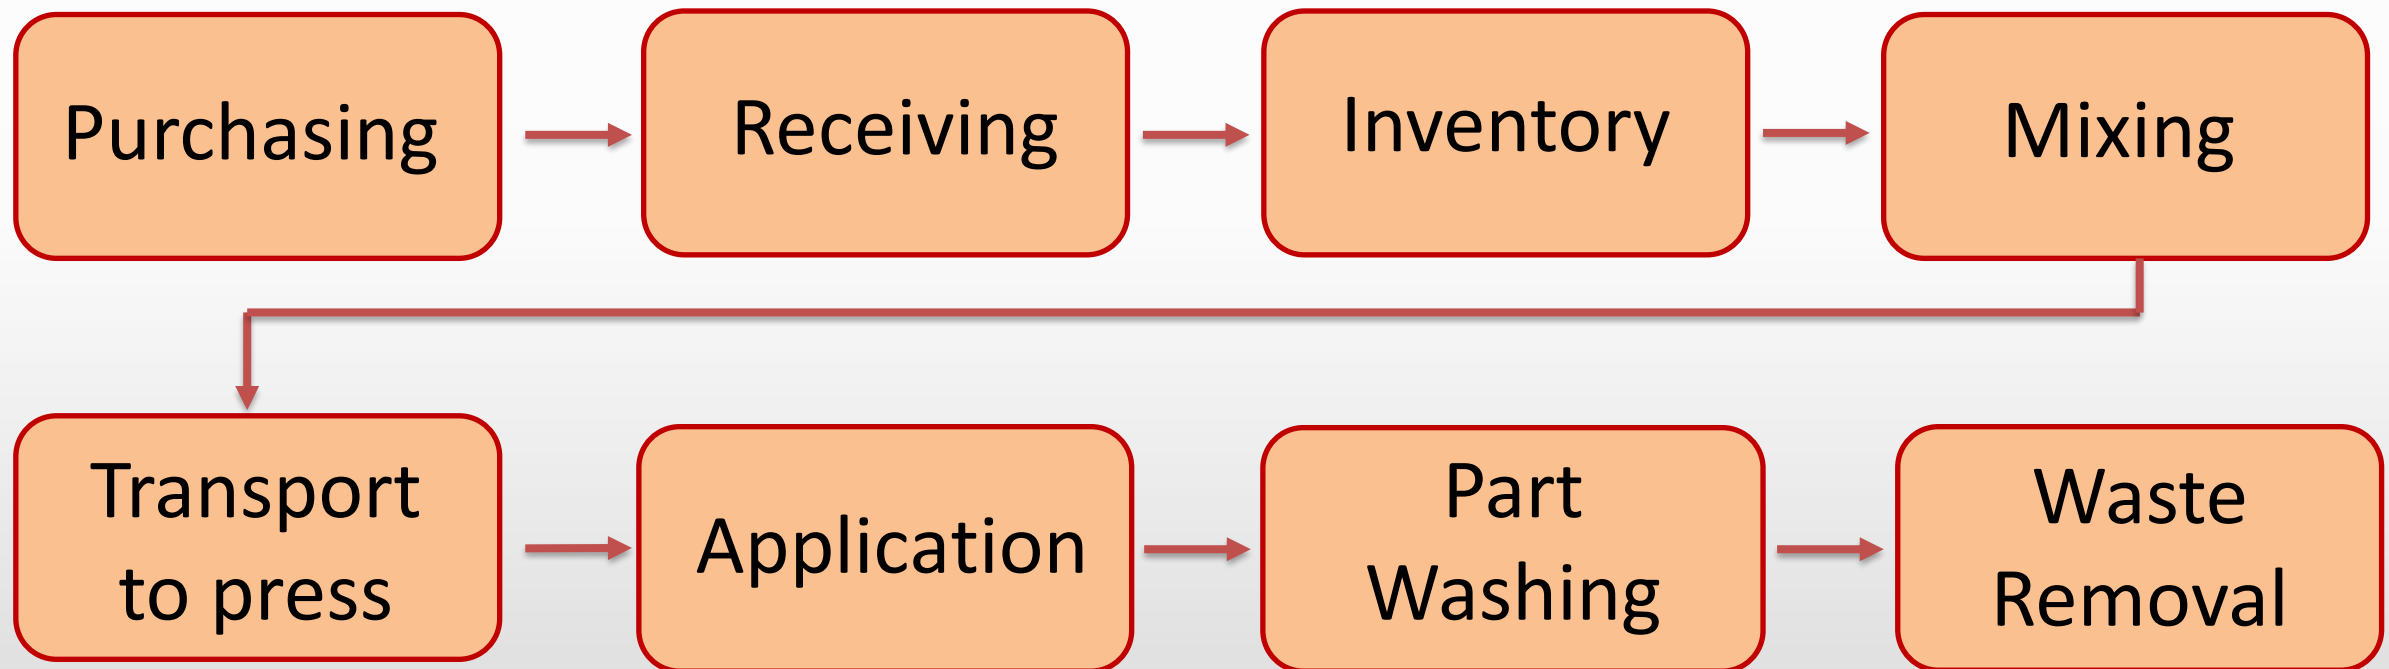 Purchasing
Receiving
Inventory
Mixing
Transport
to press
Application
Part
Washing
Waste
Removal